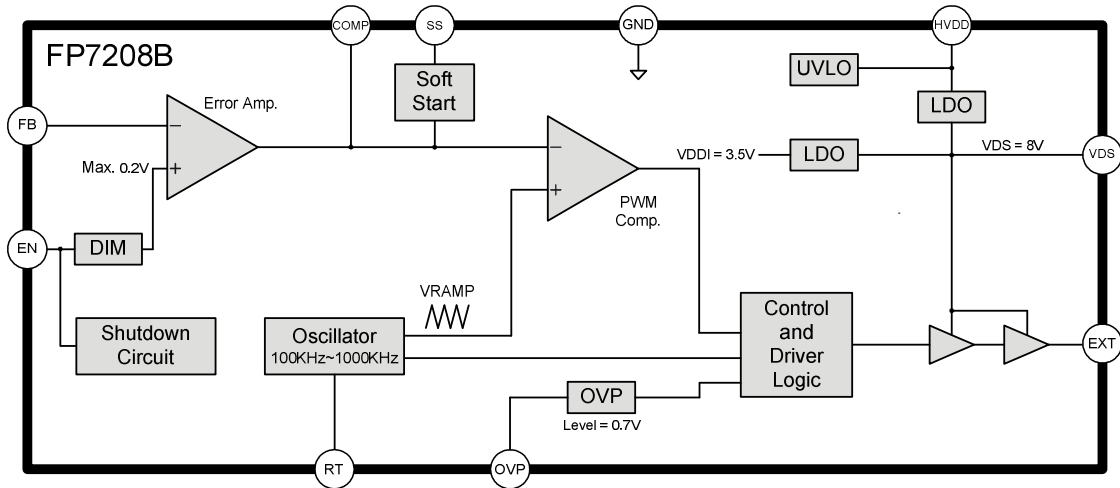 COMP
SS
GND
HVDD
FP7208B
UVLO
Soft
Start
LDO
Error Amp.
FB
−
+
Max. 0.2V
−
+
PWM
Comp.
VDDI = 3.5V
LDO
VDS = 8V
VDS
EN
DIM
VRAMP
Shutdown
Circuit
Oscillator
100KHz~1000KHz
Control
and
Driver
Logic
EXT
OVP
Level = 0.7V
RT
OVP